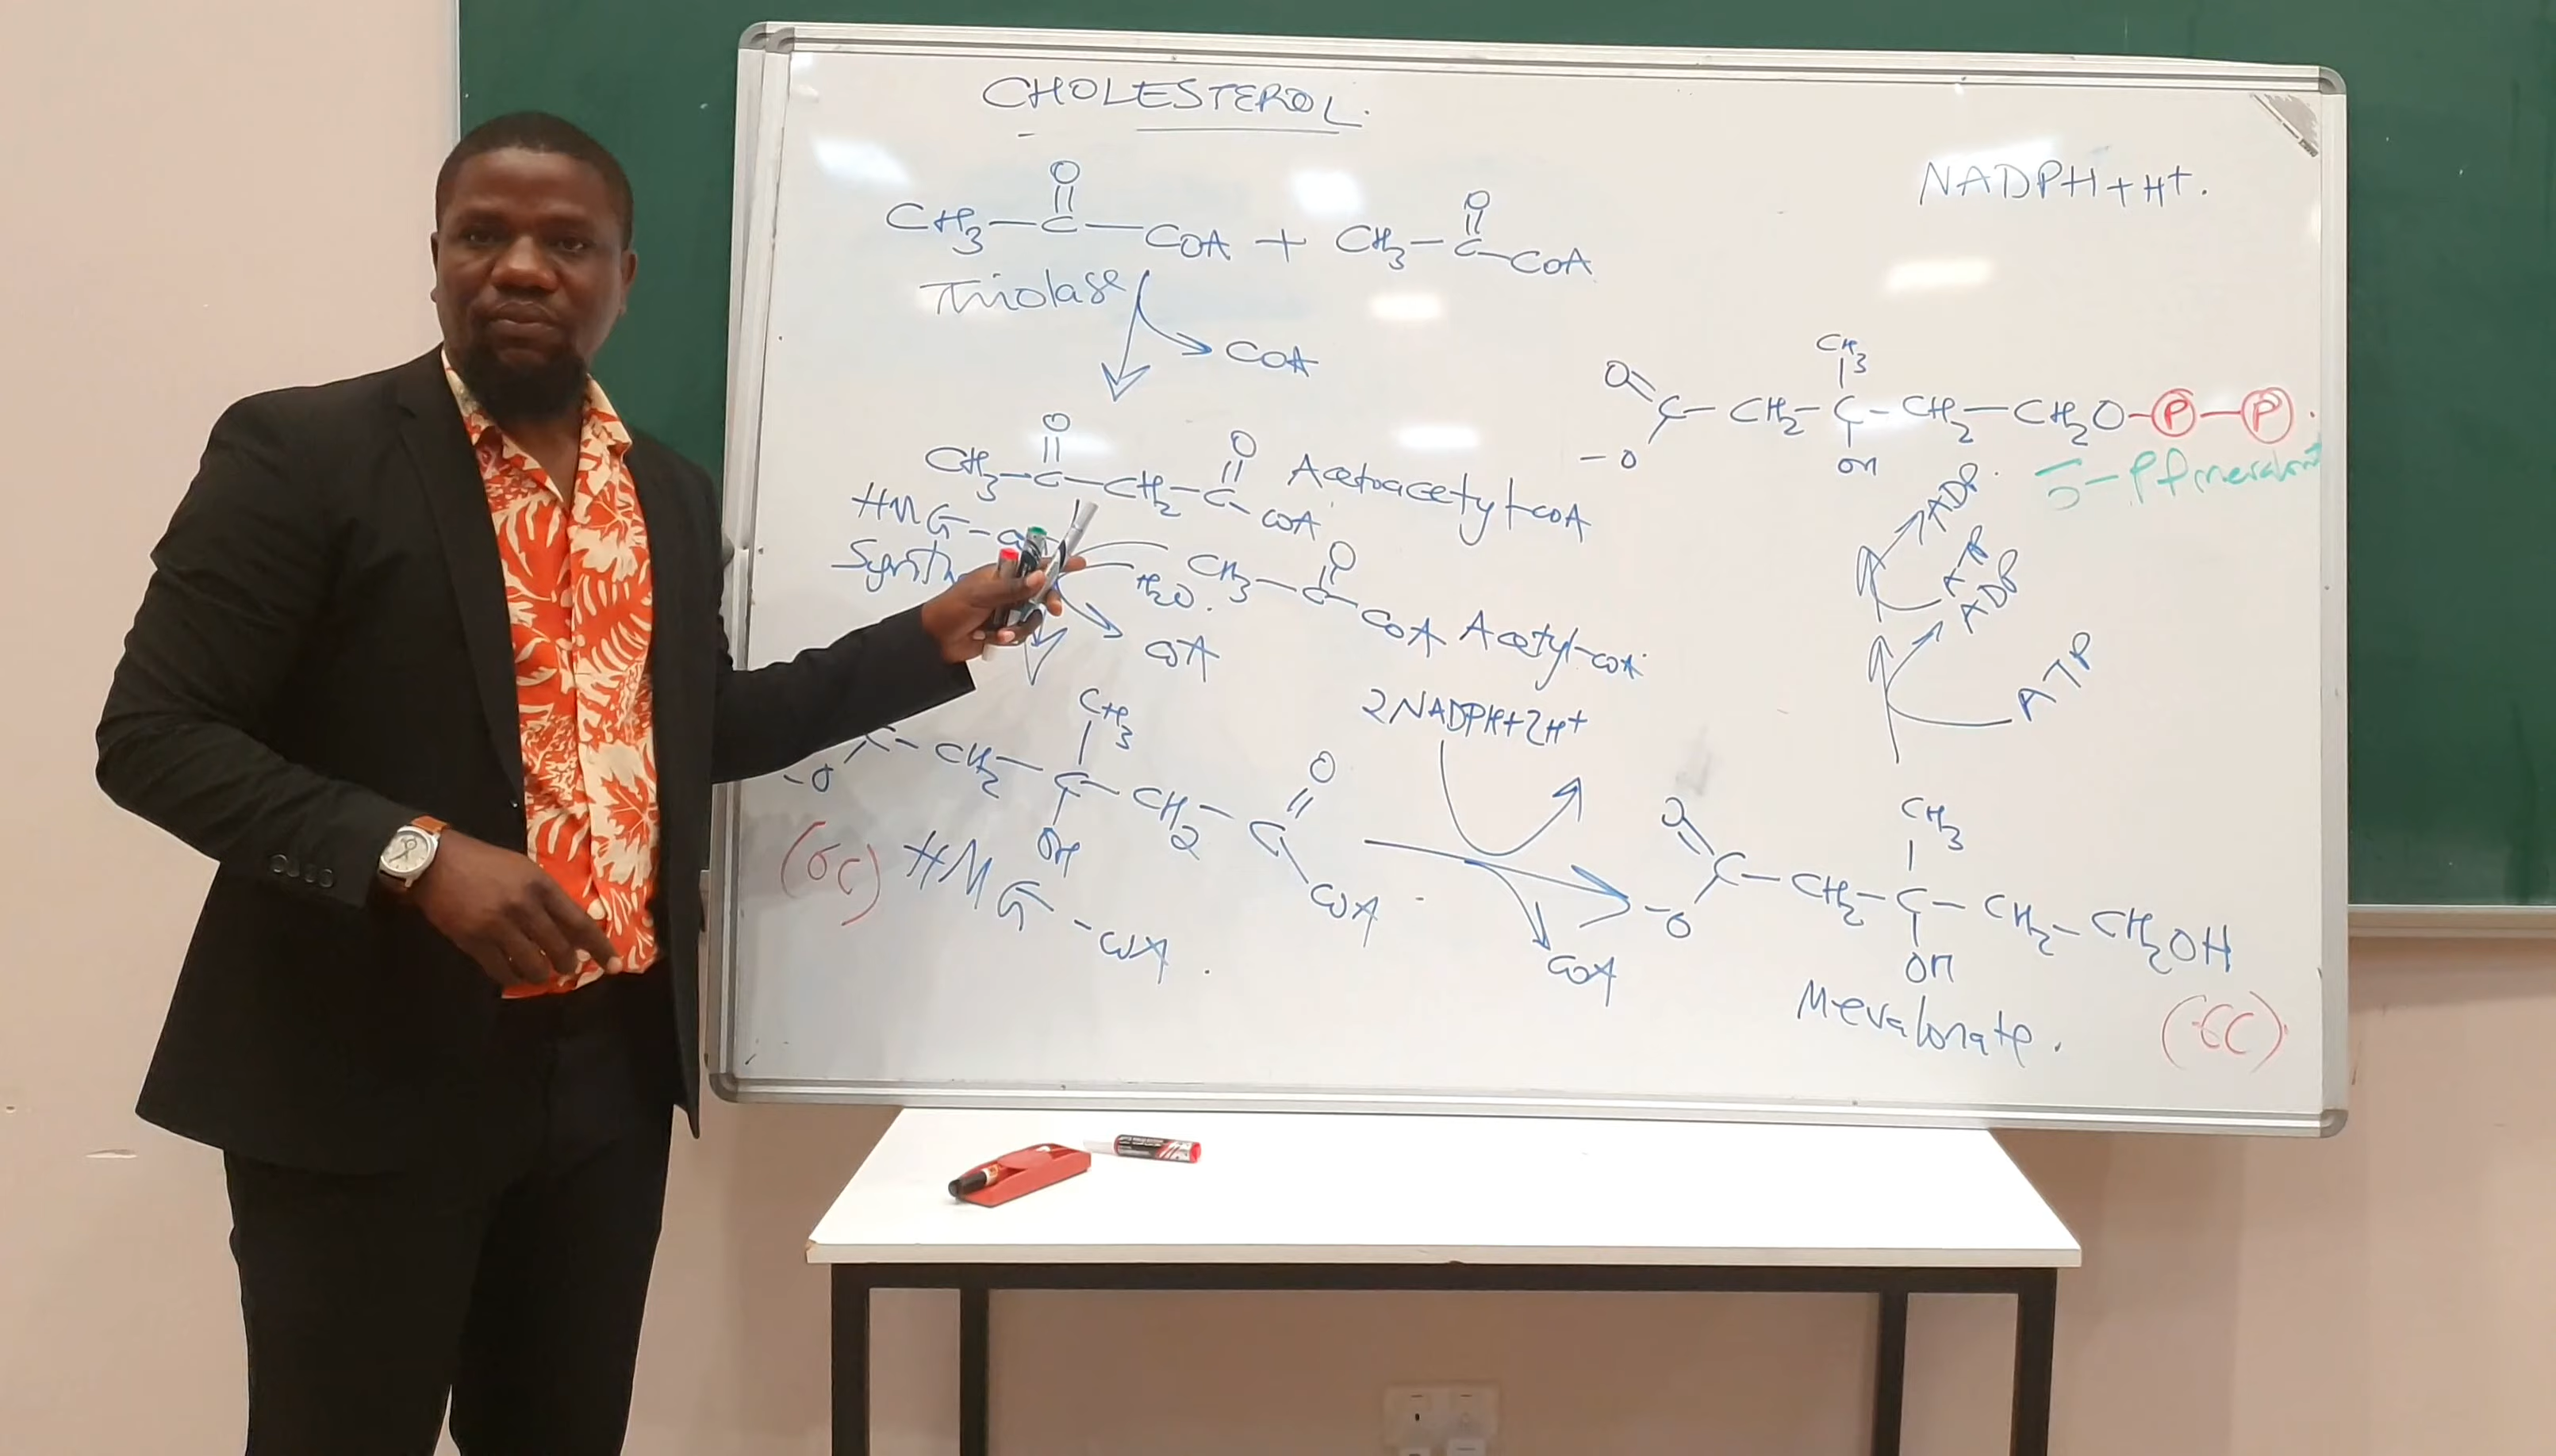 CHOLESTEROL.
NADPH + H+.
O
CH3 — C — COA + CH3 — C — COA
O
Thiolase
COA
CH3
O
C — CH2 — C — CH2 — CH2O — P — P.
-O
OH
O
CH3 — C — CH2 — C
O
COA
Acetoacetyl-COA
HMG-
CH3 — C
O
COA
Acetyl-COA
H2O.
COA
ADP.
ADP
ATP
2NADPH+2H+
C — CH2 — C — CH2 — C
-O
CH3
OH
O
COA
(6C) HMG-COA.
COA
O
C — CH2 — C — CH2 — CH2OH
-O
CH3
OH
Mevalonate.
(6C)